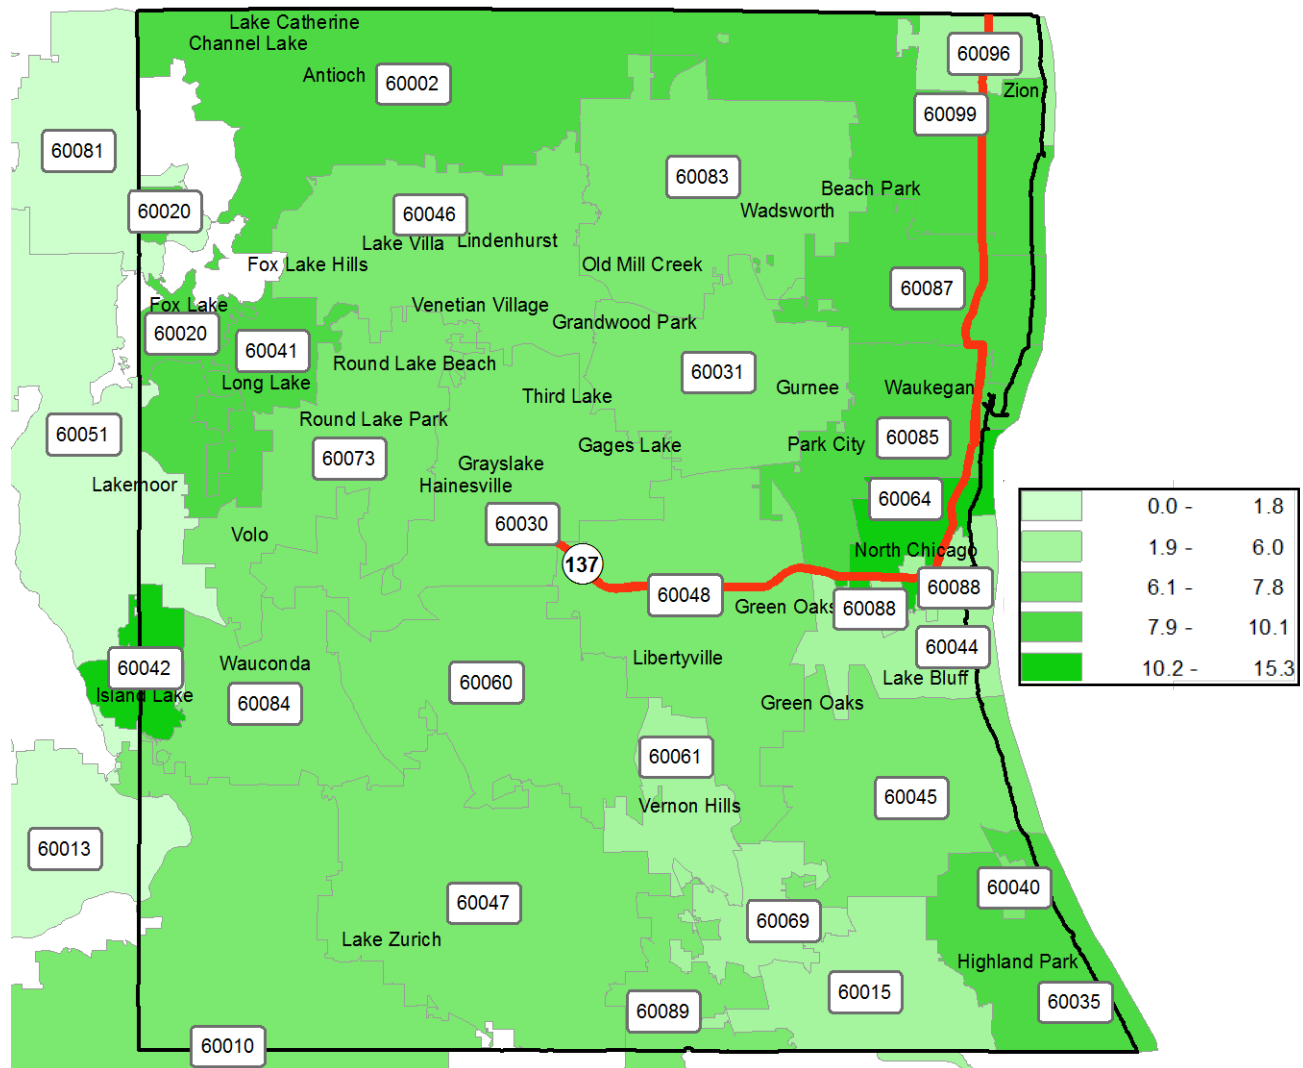 Lake Catherine
Channel Lake
60096
Antioch
60002
Zion
60099
60081
60083
Beach Park
60020
60046
Wadsworth
Lake Villa
Lindenhurst
Fox Lake Hills
Old Mill Creek
60087
Fox Lake
Venetian Village
60020
Grandwood Park
60041
Round Lake Beach
60031
Long Lake
Third Lake
Gurnee
Waukegan
Round Lake Park
60051
60085
Gages Lake
Park City
60073
Grayslake
Lakemoor
Hainesville
60064
0.0 - 1.8
60030
Volo
1.9 - 6.0
North Chicago
137
6.1 - 7.8
60048
60088
Green Oaks
60088
7.9 - 10.1
60044
Libertyville
60042
Wauconda
10.2 - 15.3
60060
Lake Bluff
Island Lake
60084
Green Oaks
60061
60045
Vernon Hills
60013
60040
60047
60069
Lake Zurich
Highland Park
60015
60035
60089
60010